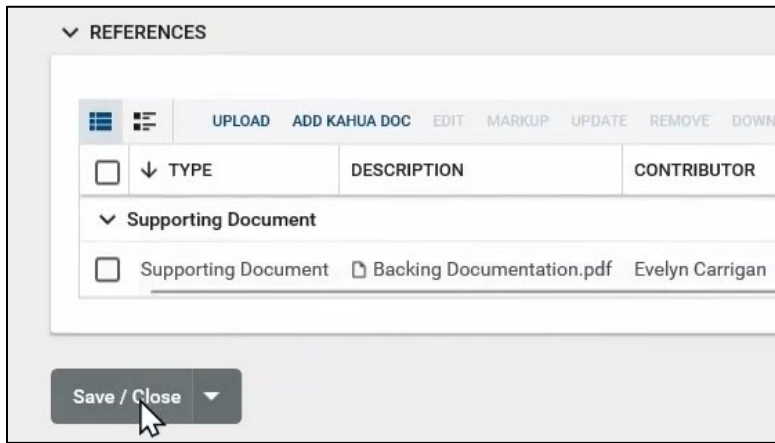 REFERENCES
UPLOAD ADD KAHUA DOC EDIT MARKUP UPDATE REMOVE DOWN
TYPE DESCRIPTION CONTRIBUTOR
Supporting Document
Supporting Document Backing Documentation.pdf Evelyn Carrigan
Save / Close